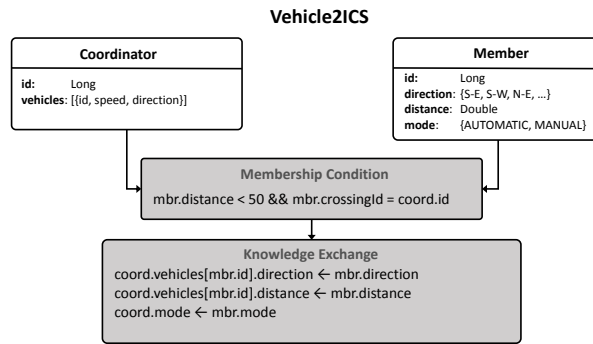 Vehicle2ICS
Coordinator
id: Long
vehicles: [{id, speed, direction}]
Member
id: Long
direction: {S-E, S-W, N-E, ...}
distance: Double
mode: {AUTOMATIC, MANUAL}
Membership Condition
mbr.distance < 50 && mbr.crossingId = coord.id
Knowledge Exchange
coord.vehicles[mbr.id].direction ← mbr.direction
coord.vehicles[mbr.id].distance ← mbr.distance
coord.mode ← mbr.mode